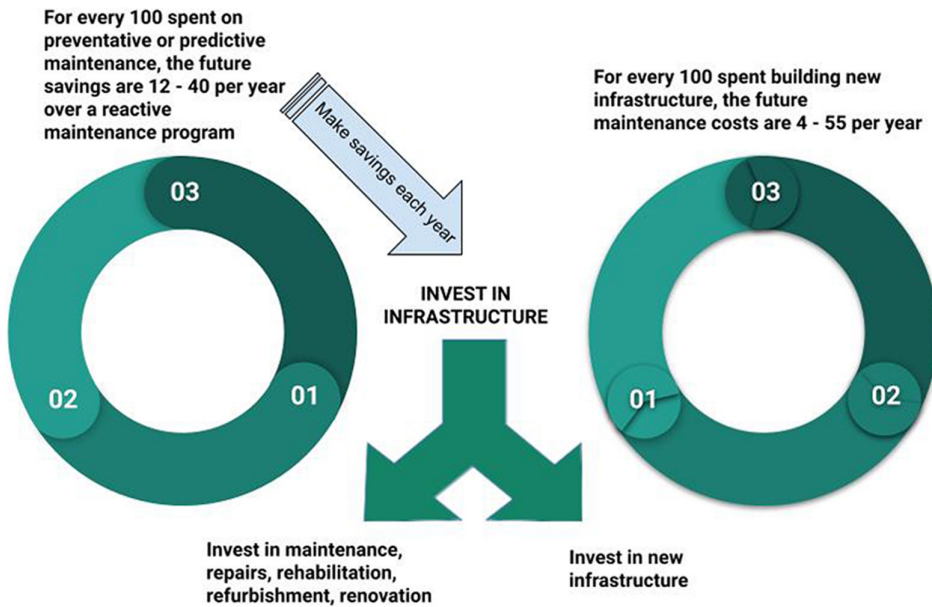 For every 100 spent on
preventative or predictive
maintenance, the future
savings are 12 - 40 per year
over a reactive
maintenance program
Make savings each year
For every 100 spent building new
infrastructure, the future
maintenance costs are 4 - 55 per year
03
02
01
INVEST IN
INFRASTRUCTURE
03
01
02
Invest in maintenance,
repairs, rehabilitation,
refurbishment, renovation
Invest in new
infrastructure